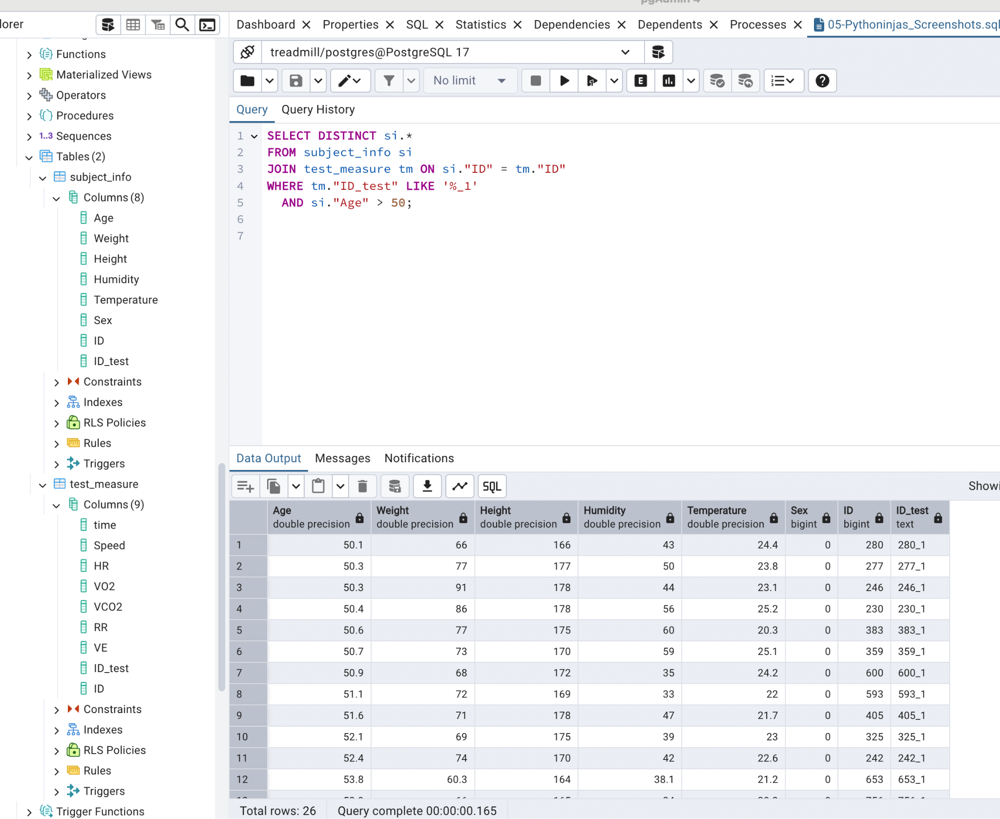 pgAdmin 4
lorer
Dashboard Properties SQL Statistics Dependencies Dependents Processes 05-Pythoninjas_Screenshots.sql
Functions
Materialized Views
Operators
Procedures
1..3 Sequences
Tables (2)
subject_info
Columns (8)
Age
Weight
Height
Humidity
Temperature
Sex
ID
ID_test
Constraints
Indexes
RLS Policies
Rules
Triggers
test_measure
Columns (9)
time
Speed
HR
VO2
VCO2
RR
VE
ID_test
ID
Constraints
Indexes
RLS Policies
Rules
Triggers
Trigger Functions
treadmill/postgres@PostgreSQL 17
No limit
E
Query Query History
1 SELECT DISTINCT si.*
2 FROM subject_info si
3 JOIN test_measure tm ON si."ID" = tm."ID"
4 WHERE tm."ID_test" LIKE '%_1'
5 AND si."Age" > 50;
6
7
Data Output Messages Notifications
SQL
Showi
Age Weight Height Humidity Temperature Sex ID ID_test
double precision double precision double precision double precision double precision bigint bigint text
1 50.1 66 166 43 24.4 0 280 280_1
2 50.3 77 177 50 23.8 0 277 277_1
3 50.3 91 178 44 23.1 0 246 246_1
4 50.4 86 178 56 25.2 0 230 230_1
5 50.6 77 175 60 20.3 0 383 383_1
6 50.7 73 170 59 25.1 0 359 359_1
7 50.9 68 172 35 24.2 0 600 600_1
8 51.1 72 169 33 22 0 593 593_1
9 51.6 71 178 47 21.7 0 405 405_1
10 52.1 69 175 39 23 0 325 325_1
11 52.4 74 170 42 22.6 0 242 242_1
12 53.8 60.3 164 38.1 21.2 0 653 653_1
Total rows: 26 Query complete 00:00:00.165